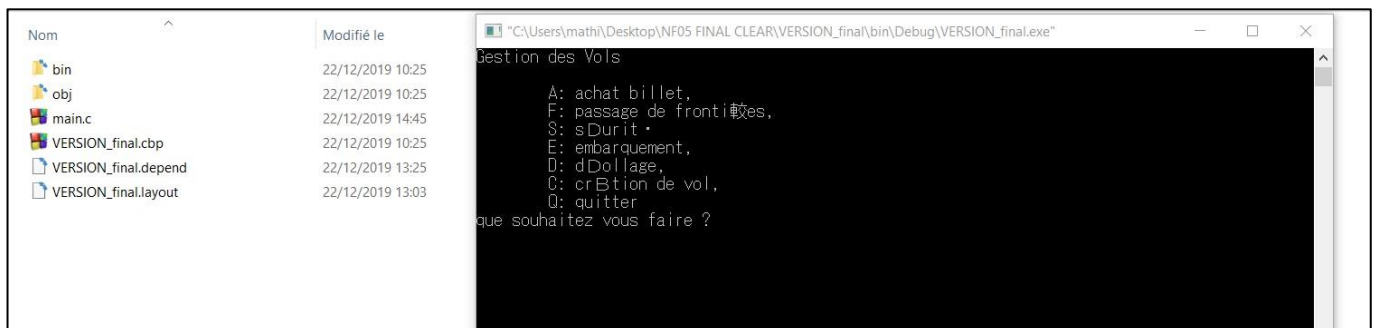 Nom Modifié le
bin 22/12/2019 10:25
obj 22/12/2019 10:25
main.c 22/12/2019 14:45
VERSION_final.cbp 22/12/2019 10:25
VERSION_final.depend 22/12/2019 13:25
VERSION_final.layout 22/12/2019 13:03
"C:\Users\mathi\Desktop\NF05 FINAL CLEAR\VERSION_final\bin\Debug\VERSION_final.exe"
Gestion des Vols
A: achat billet,
F: passage de fronti較es,
S: sDurit・
E: embarquement,
D: dDollage,
C: crBtion de vol,
Q: quitter
que souhaitez vous faire ?